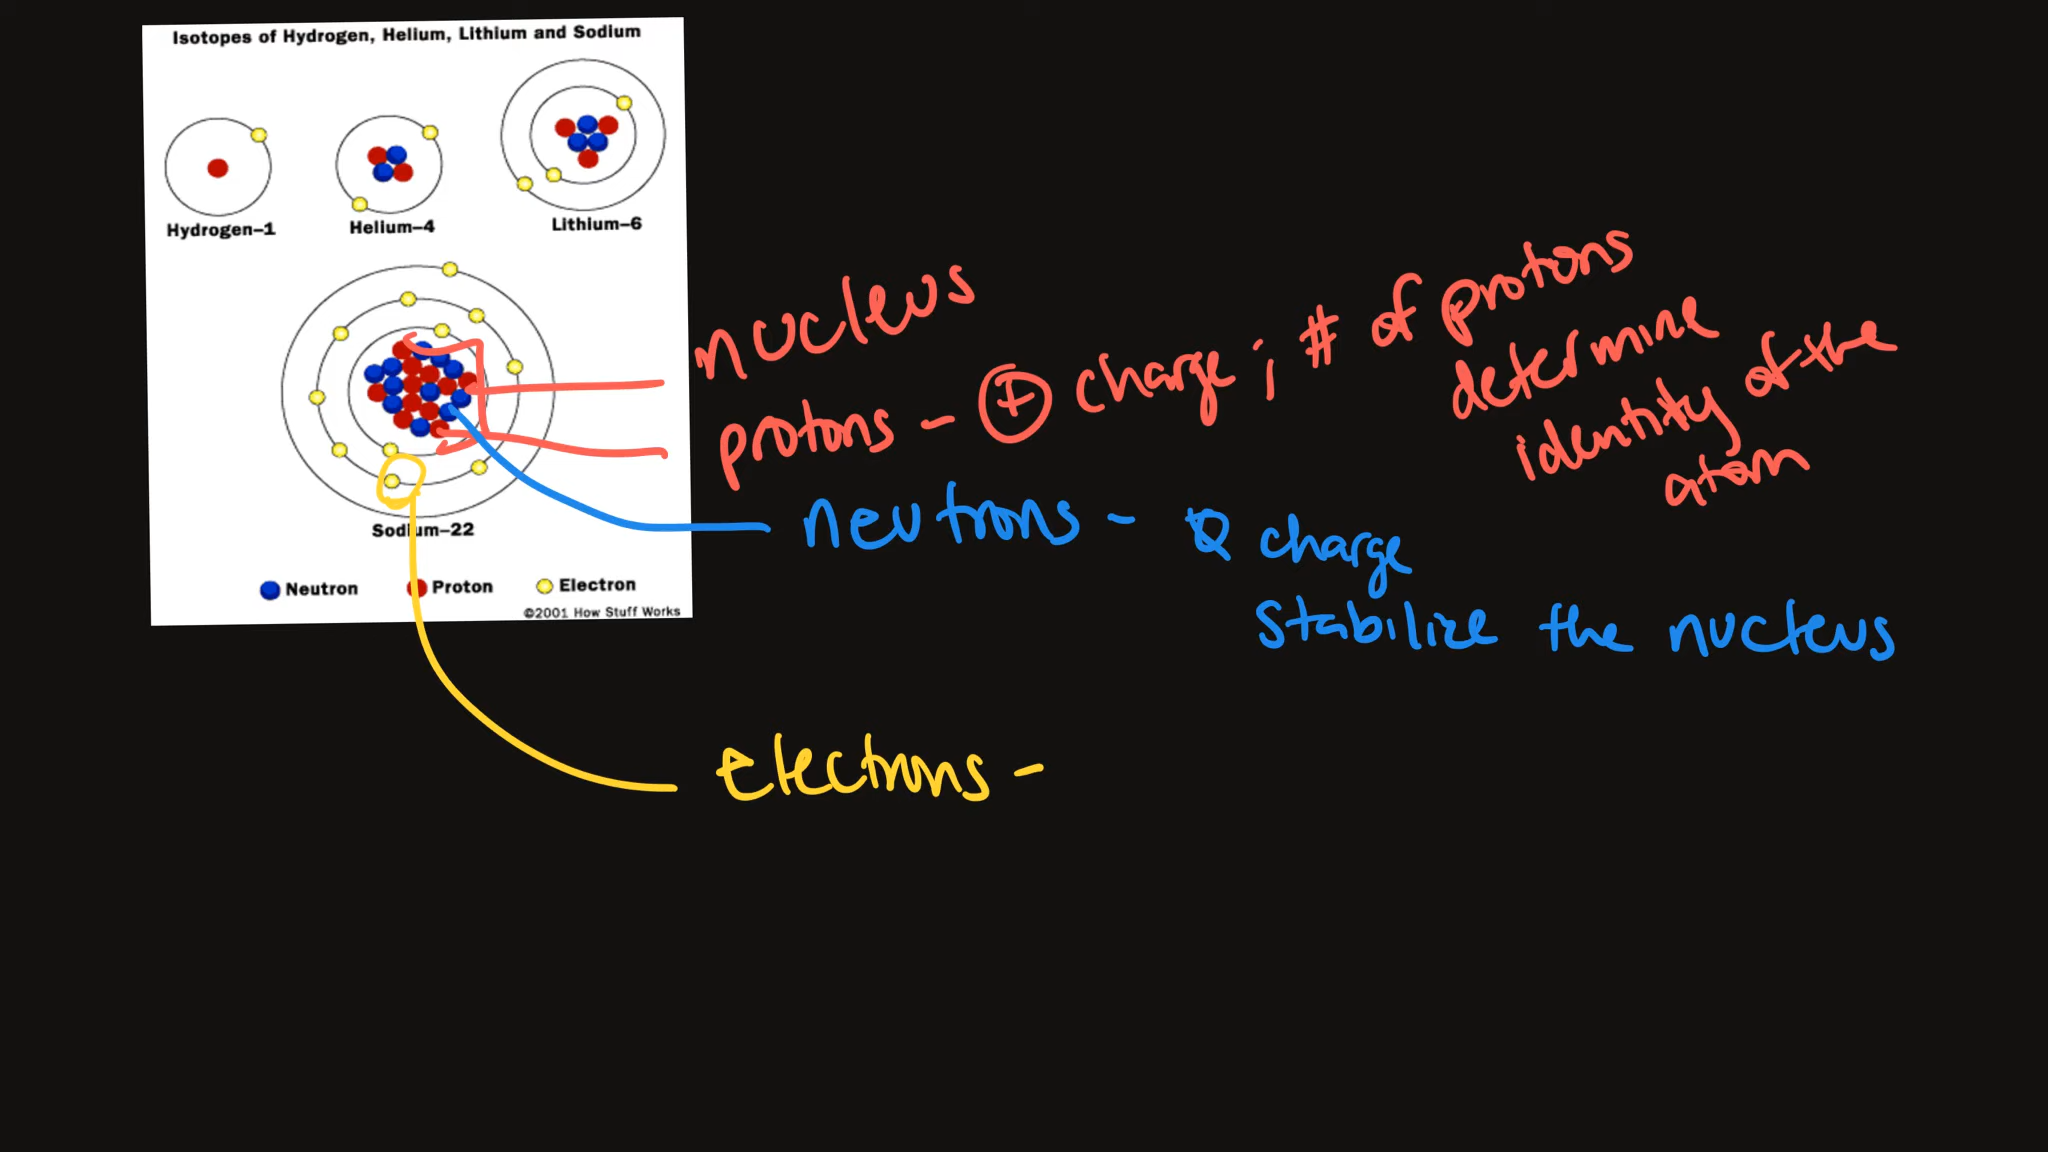 Isotopes of Hydrogen, Helium, Lithium and Sodium
Hydrogen–1
Helium–4
Lithium–6
Sodium–22
Neutron
Proton
Electron
©2001 How Stuff Works
nucleus
protons - + charge ; # of protons
determine
identity of the
atom
neutrons - charge
stabilize the nucleus
electrons -